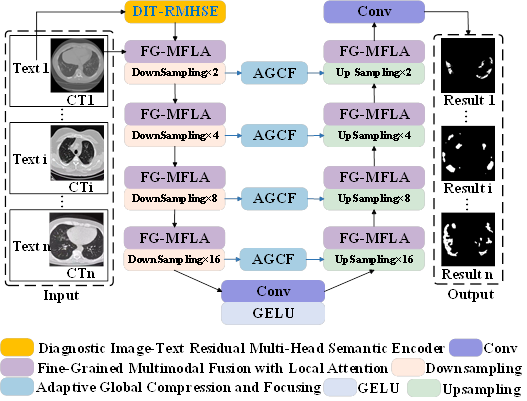 DIT-RMHSE
Conv
Text 1
CT1
FG-MFLA
DownSampling×2
AGCF
FG-MFLA
Up Sampling×2
Result 1
Text i
CTi
FG-MFLA
DownSampling×4
AGCF
FG-MFLA
UpSampling×4
Result i
FG-MFLA
DownSampling×8
AGCF
FG-MFLA
UpSampling×8
Text n
CTn
FG-MFLA
DownSampling×16
AGCF
FG-MFLA
UpSampling×16
Result n
Input
Conv
GELU
Output
Diagnostic Image-Text Residual Multi-Head Semantic Encoder
Conv
Fine-Grained Multimodal Fusion with Local Attention
Downsampling
Adaptive Global Compression and Focusing
GELU
Upsampling